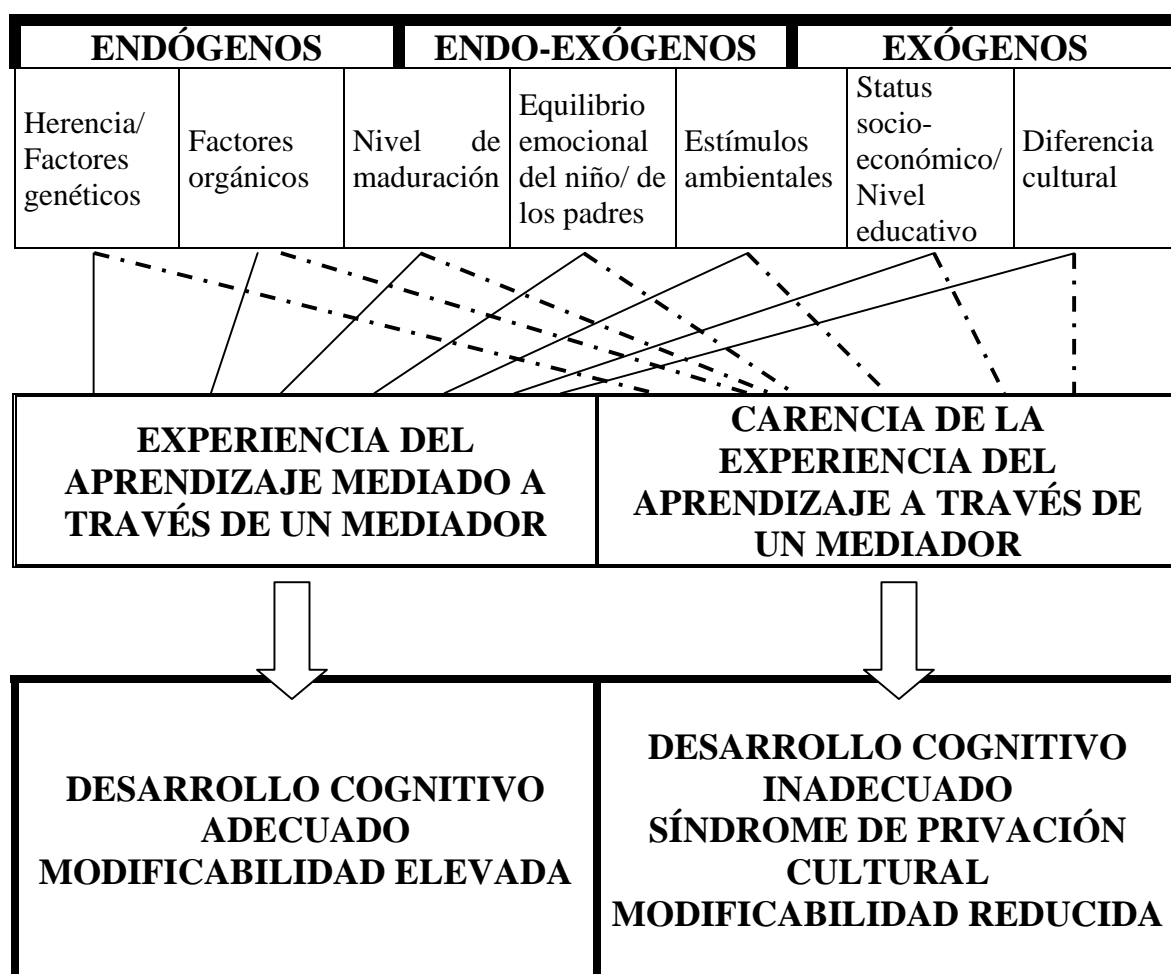 ENDÓGENOS ENDO-EXÓGENOS EXÓGENOS
Herencia/
Factores
genéticos
Factores
orgánicos
Nivel de
maduración
Equilibrio
emocional
del niño/ de
los padres
Estímulos
ambientales
Status
socio-
económico/
Nivel
educativo
Diferencia
cultural
EXPERIENCIA DEL
APRENDIZAJE MEDIADO A
TRAVÉS DE UN MEDIADOR
CARENCIA DE LA
EXPERIENCIA DEL
APRENDIZAJE A TRAVÉS DE
UN MEDIADOR
DESARROLLO COGNITIVO
ADECUADO
MODIFICABILIDAD ELEVADA
DESARROLLO COGNITIVO
INADECUADO
SÍNDROME DE PRIVACIÓN
CULTURAL
MODIFICABILIDAD REDUCIDA